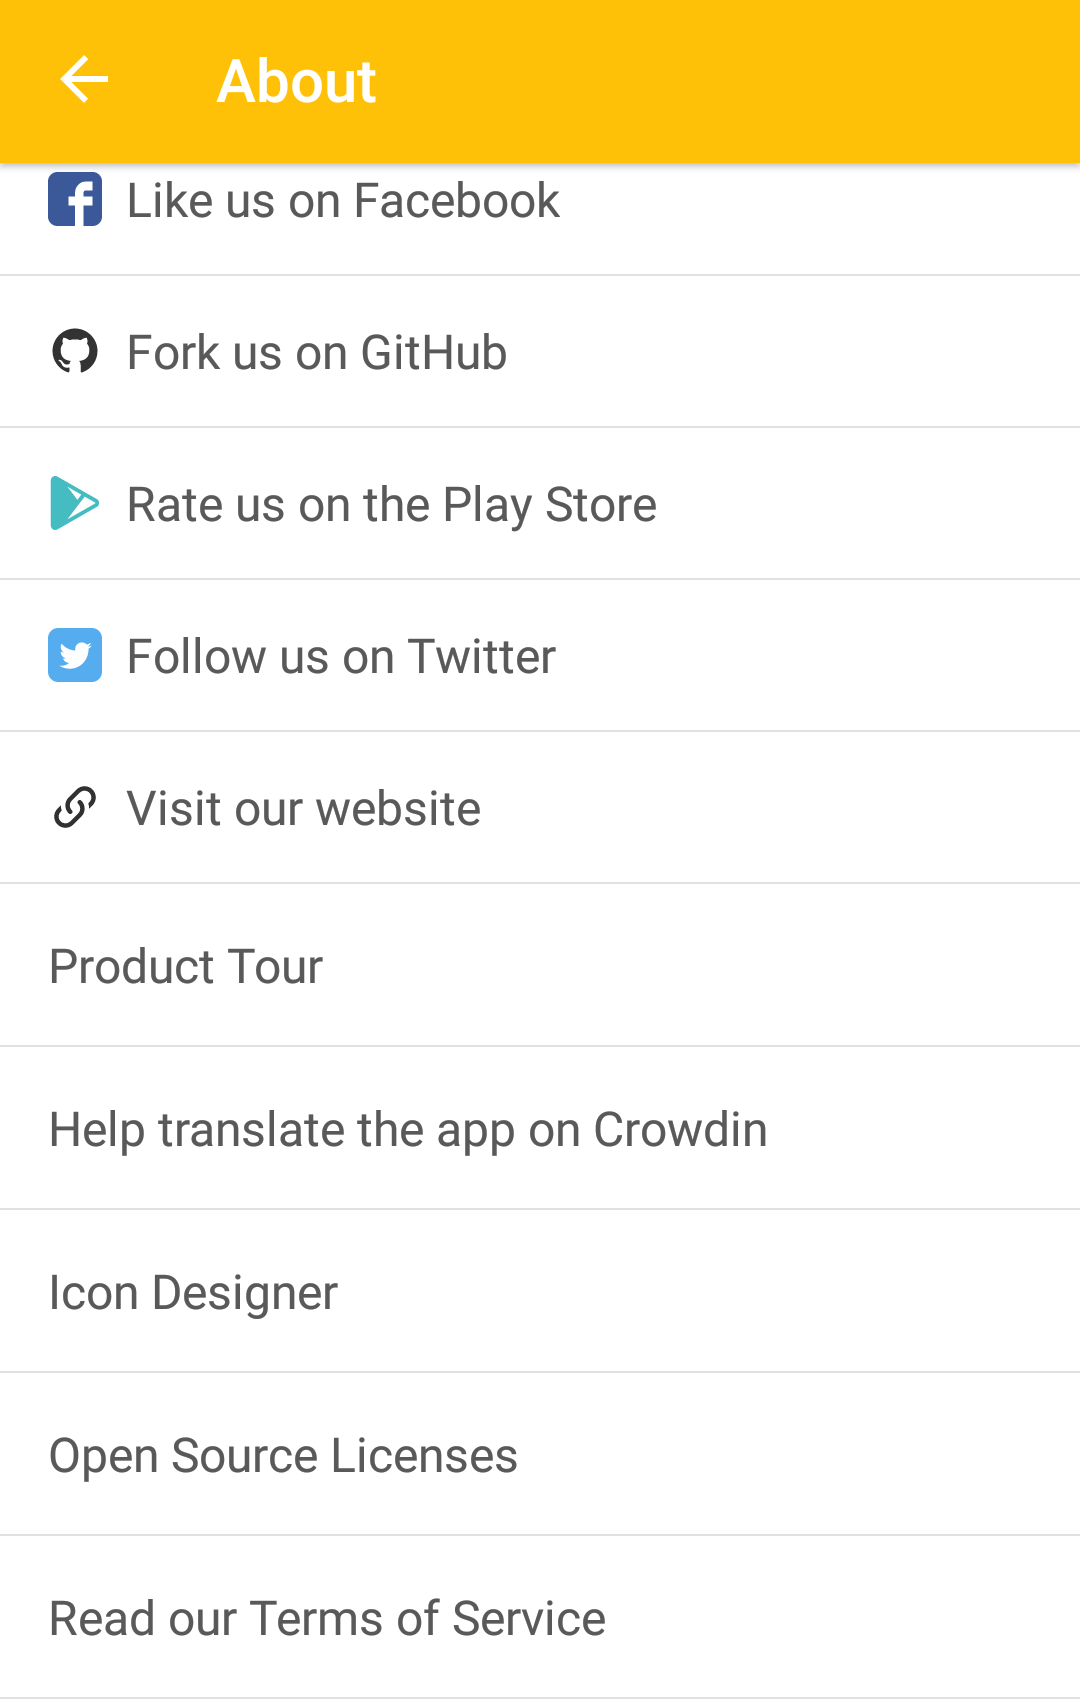 About
Like us on Facebook
Fork us on GitHub
Rate us on the Play Store
Follow us on Twitter
Visit our website
Product Tour
Help translate the app on Crowdin
Icon Designer
Open Source Licenses
Read our Terms of Service